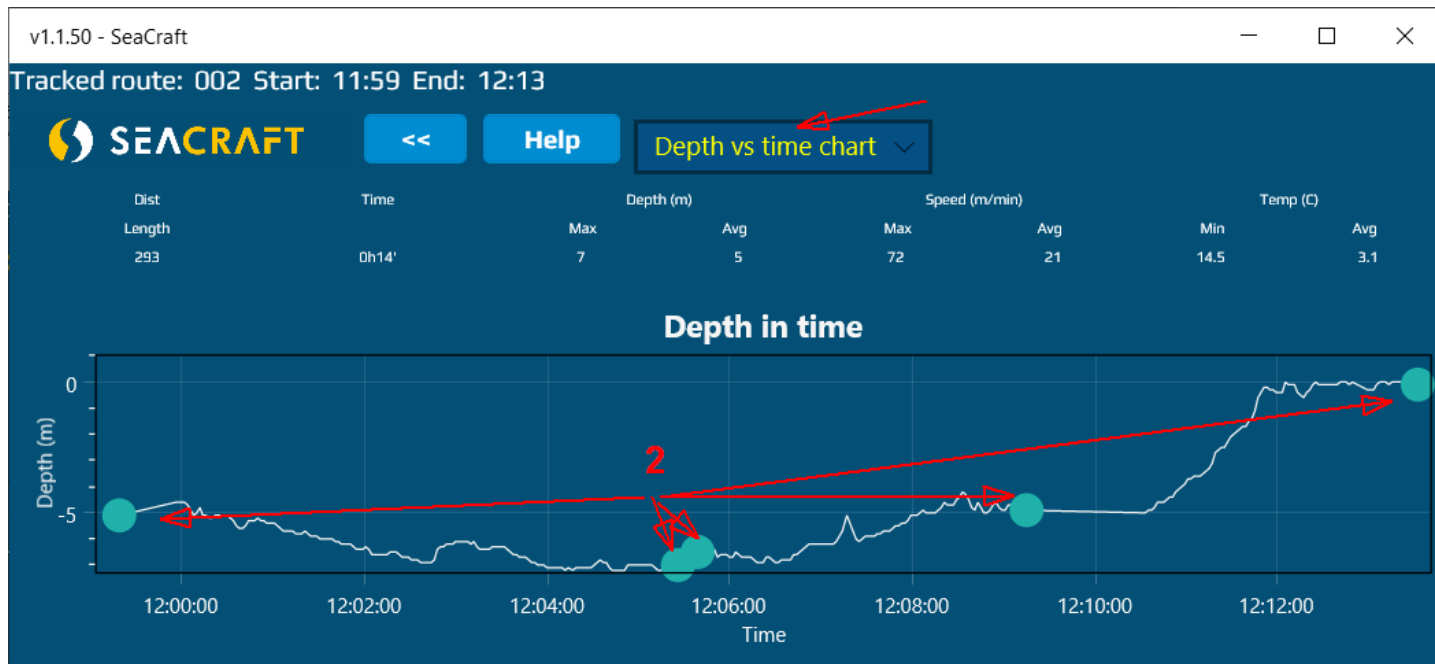 v1.1.50 - SeaCraft
Tracked route: 002 Start: 11:59 End: 12:13
SEACRAFT << Help Depth vs time chart
Dist Time Depth (m) Speed (m/min) Temp (C)
Length Max Avg Max Avg Min Avg
293 0h14' 7 5 72 21 14.5 3.1
Depth in time
0
2
-5
Depth (m)
12:00:00 12:02:00 12:04:00 12:06:00 12:08:00 12:10:00 12:12:00
Time